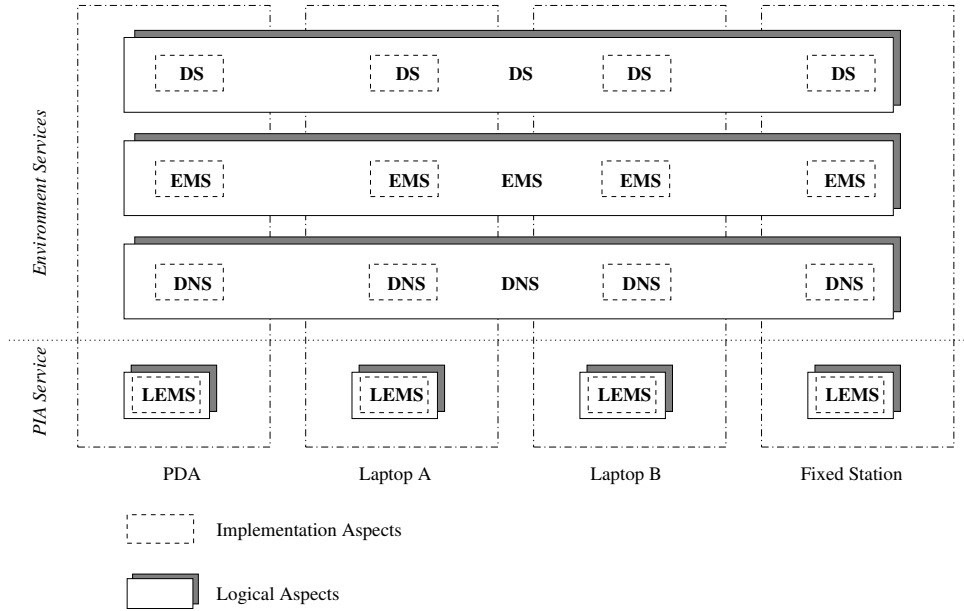 Environment Services
DS DS DS DS DS
EMS EMS EMS EMS EMS
DNS DNS DNS DNS DNS
PIA Service
LEMS LEMS LEMS LEMS
PDA Laptop A Laptop B Fixed Station
Implementation Aspects
Logical Aspects